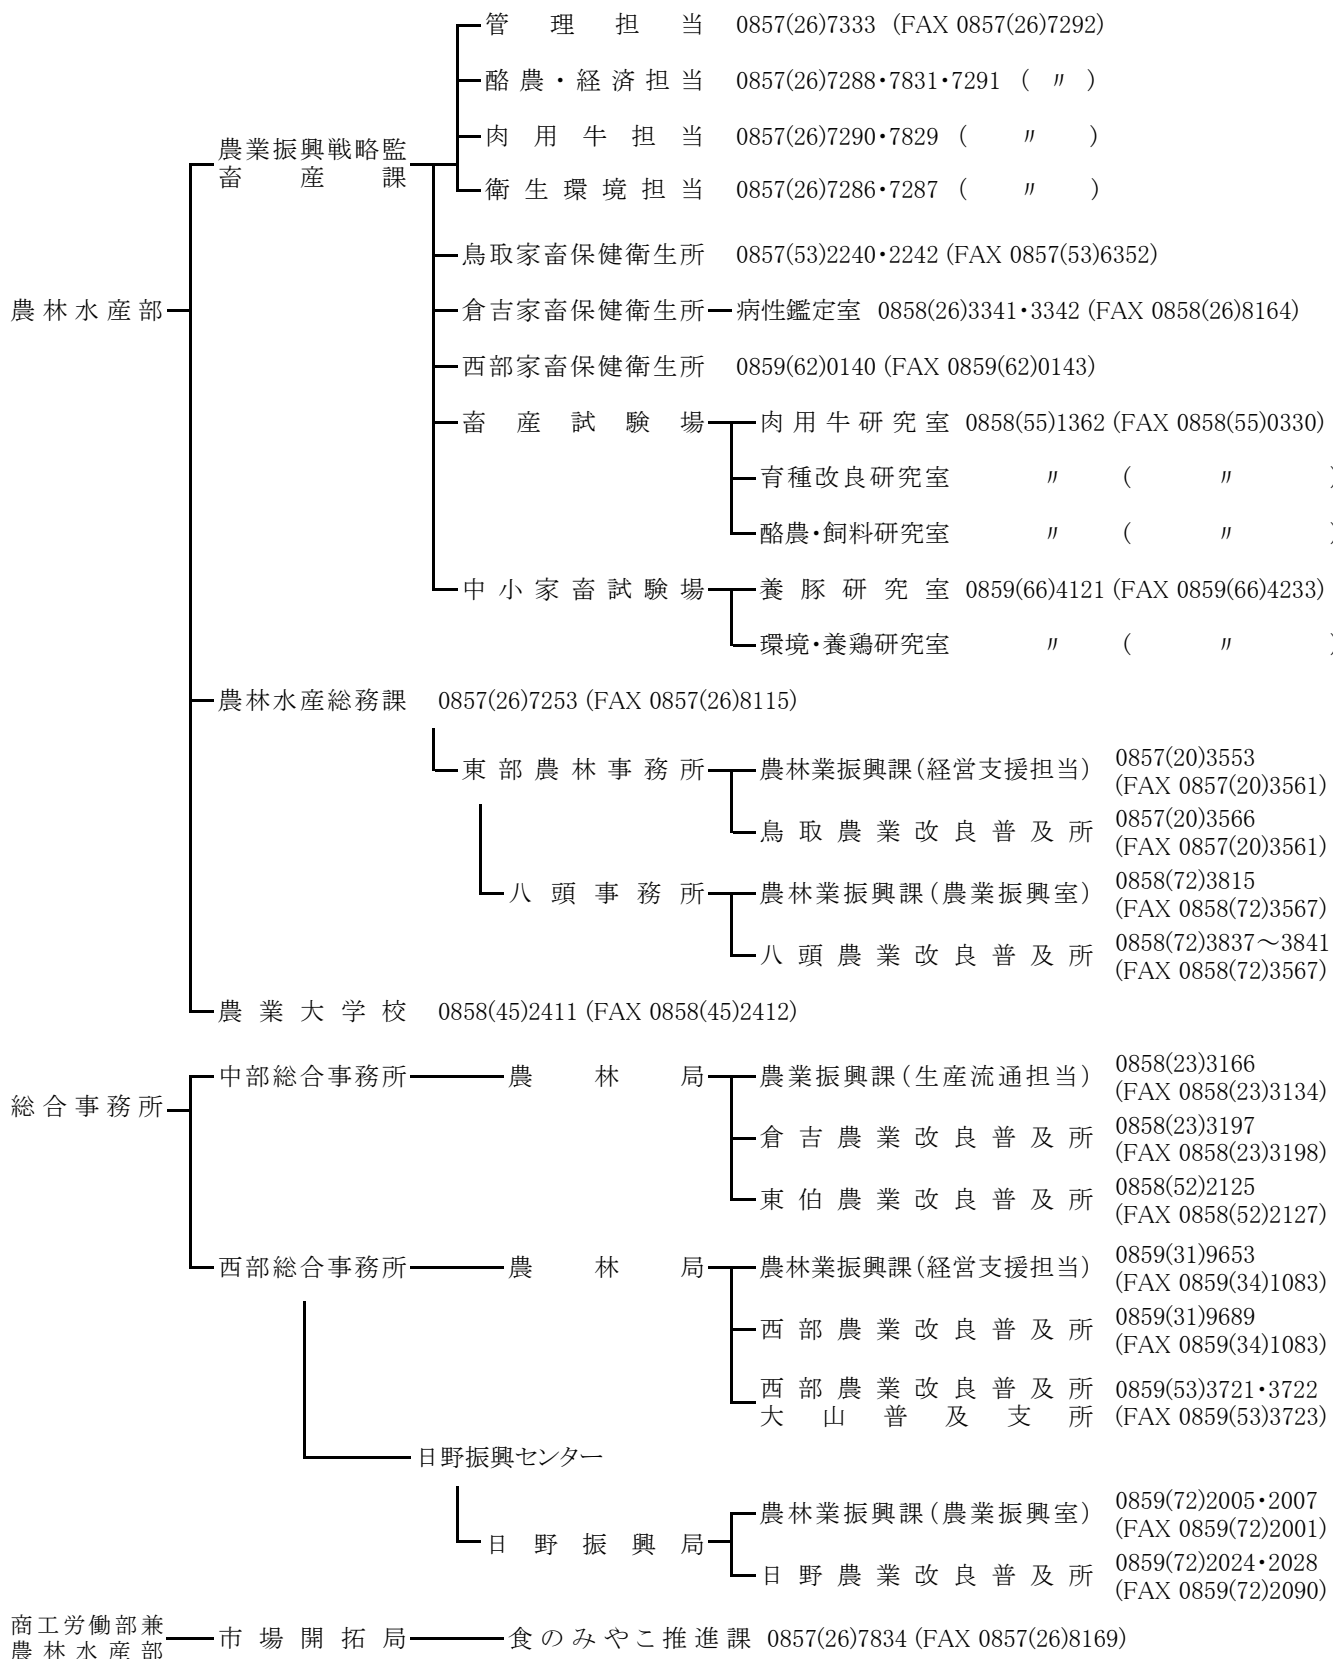 管理担当 0857(26)7333 (FAX 0857(26)7292)
酪農・経済担当 0857(26)7288・7831・7291 ( 〃 )
肉用牛担当 0857(26)7290・7829 ( 〃 )
農業振興戦略監
畜産課
衛生環境担当 0857(26)7286・7287 ( 〃 )
鳥取家畜保健衛生所 0857(53)2240・2242 (FAX 0857(53)6352)
農林水産部
倉吉家畜保健衛生所 病性鑑定室 0858(26)3341・3342 (FAX 0858(26)8164)
西部家畜保健衛生所 0859(62)0140 (FAX 0859(62)0143)
畜産試験場 肉用牛研究室 0858(55)1362 (FAX 0858(55)0330)
育種改良研究室 〃 ( 〃 )
酪農・飼料研究室 〃 ( 〃 )
中小家畜試験場 養豚研究室 0859(66)4121 (FAX 0859(66)4233)
環境・養鶏研究室 〃 ( 〃 )
農林水産総務課 0857(26)7253 (FAX 0857(26)8115)
東部農林事務所 農林業振興課(経営支援担当) 0857(20)3553
(FAX 0857(20)3561)
鳥取農業改良普及所 0857(20)3566
(FAX 0857(20)3561)
八頭事務所 農林業振興課(農業振興室) 0858(72)3815
(FAX 0858(72)3567)
八頭農業改良普及所 0858(72)3837～3841
(FAX 0858(72)3567)
農業大学校 0858(45)2411 (FAX 0858(45)2412)
総合事務所
中部総合事務所 農林局 農業振興課(生産流通担当) 0858(23)3166
(FAX 0858(23)3134)
倉吉農業改良普及所 0858(23)3197
(FAX 0858(23)3198)
東伯農業改良普及所 0858(52)2125
(FAX 0858(52)2127)
西部総合事務所 農林局 農林業振興課(経営支援担当) 0859(31)9653
(FAX 0859(34)1083)
西部農業改良普及所 0859(31)9689
(FAX 0859(34)1083)
西部農業改良普及所 0859(53)3721・3722
大山普及支所 (FAX 0859(53)3723)
日野振興センター
日野振興局 農林業振興課(農業振興室) 0859(72)2005・2007
(FAX 0859(72)2001)
日野農業改良普及所 0859(72)2024・2028
(FAX 0859(72)2090)
商工労働部兼
農林水産部
市場開拓局 食のみやこ推進課 0857(26)7834 (FAX 0857(26)8169)